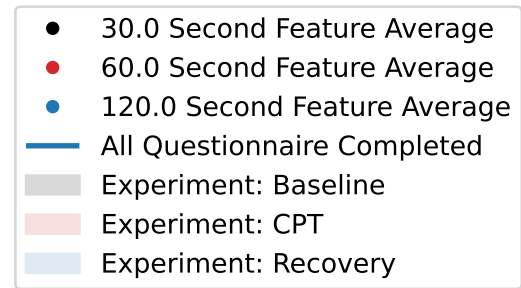 30.0 Second Feature Average
60.0 Second Feature Average
120.0 Second Feature Average
All Questionnaire Completed
Experiment: Baseline
Experiment: CPT
Experiment: Recovery